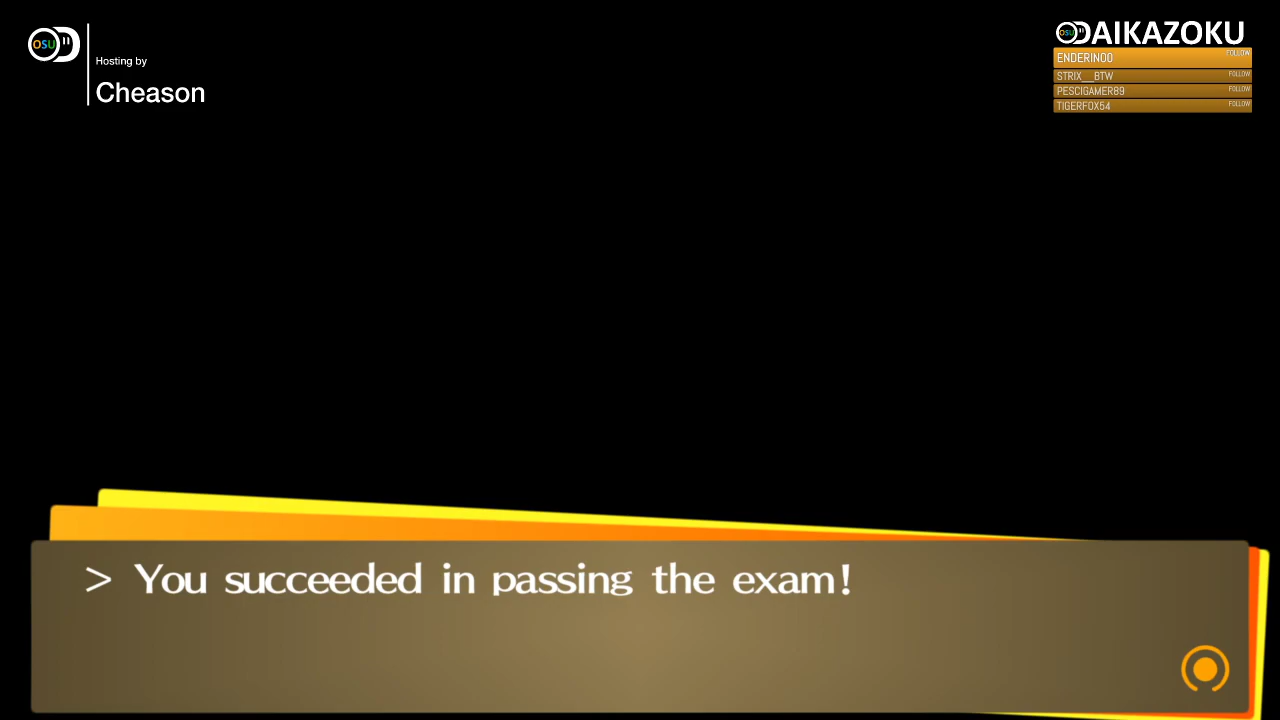 OSU
Hosting by
Cheason
OSU DAIKAZOKU
ENDERINO0 FOLLOW
STRIX__BTW FOLLOW
PESCIGAMER89 FOLLOW
TIGERFOX54 FOLLOW
> You succeeded in passing the exam!